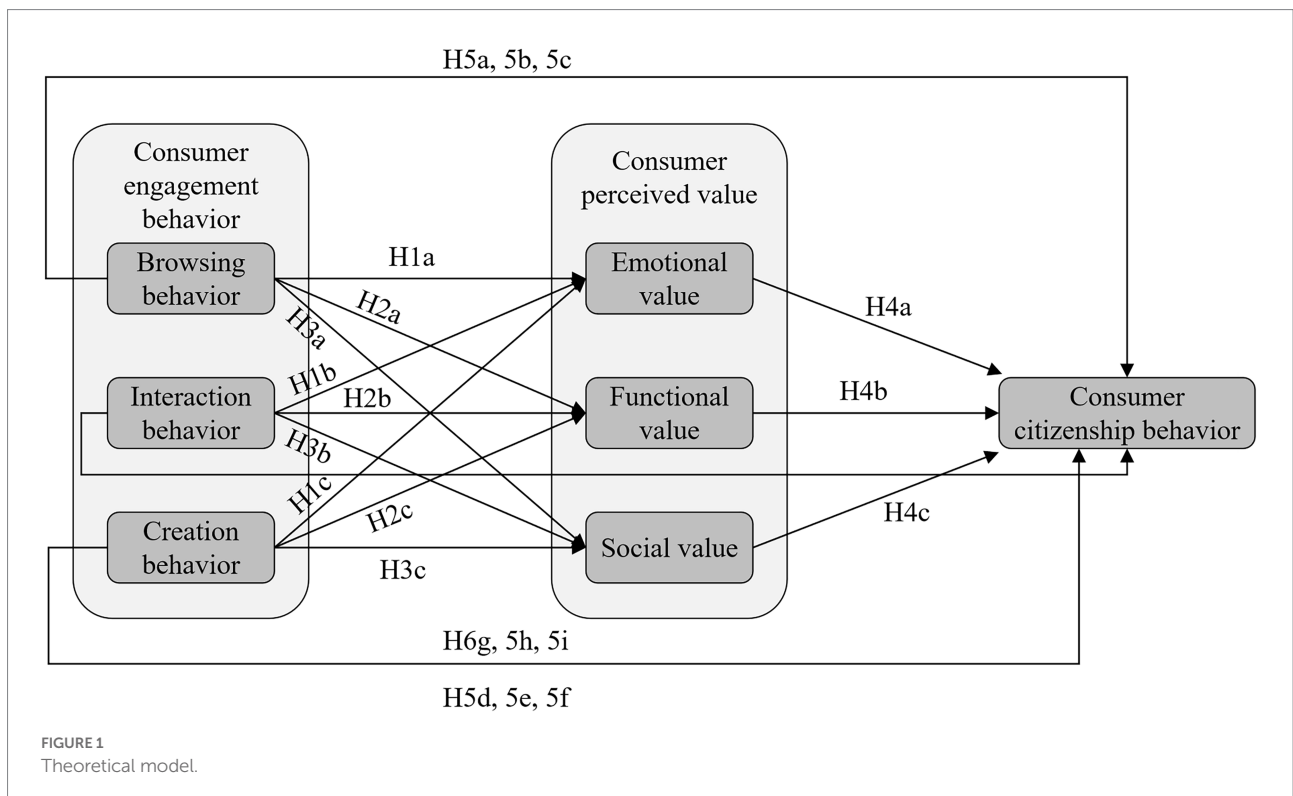 H5a, 5b, 5c
Consumer
engagement
behavior
Consumer
perceived value
Browsing
behavior
H1a
Emotional
value
H2a
H3a
H4a
H1b
Interaction
behavior
H2b
Functional
value
H4b
Consumer
citizenship behavior
H3b
H1c
H2c
H4c
Creation
behavior
Social value
H3c
H6g, 5h, 5i
H5d, 5e, 5f
FIGURE 1
Theoretical model.